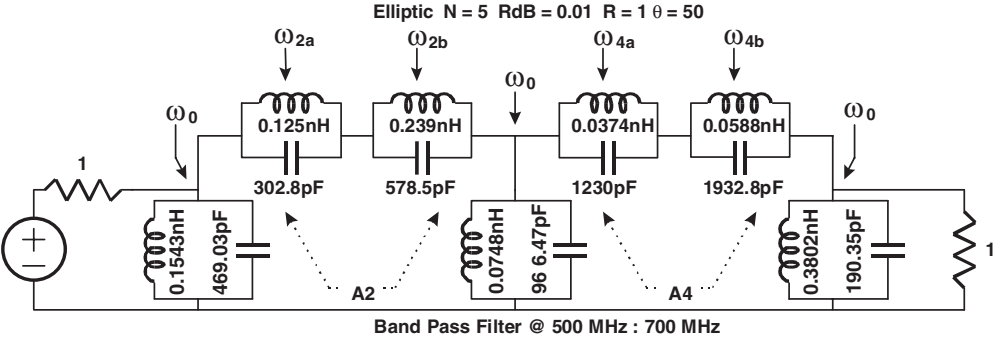 Elliptic N = 5 RdB = 0.01 R = 1 θ = 50
ω2a
ω2b
ω4a
ω4b
ω0
ω0
ω0
0.125nH
0.239nH
0.0374nH
0.0588nH
302.8pF
578.5pF
1230pF
1932.8pF
1
0.1543nH
469.03pF
0.0748nH
96 6.47pF
0.3802nH
190.35pF
1
A2
A4
Band Pass Filter @ 500 MHz : 700 MHz